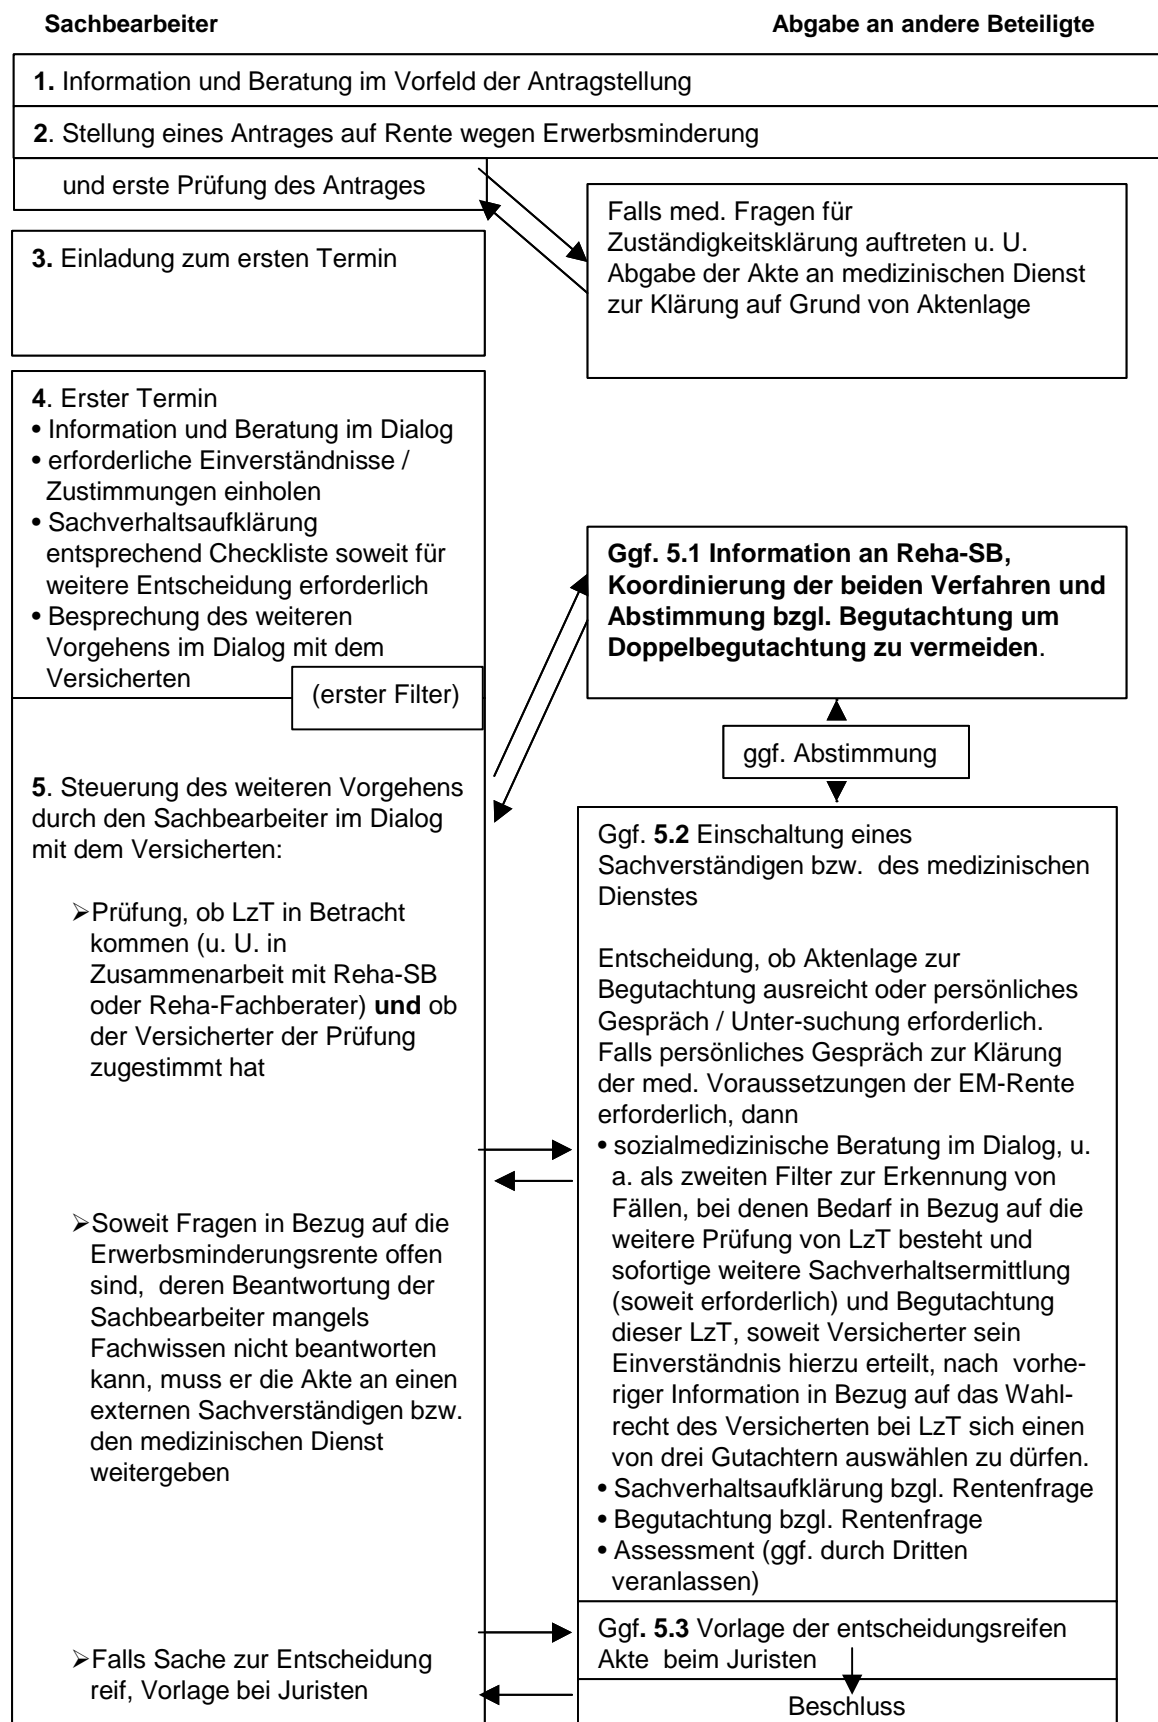 Sachbearbeiter
Abgabe an andere Beteiligte
1. Information und Beratung im Vorfeld der Antragstellung
2. Stellung eines Antrages auf Rente wegen Erwerbsminderung
und erste Prüfung des Antrages
Falls med. Fragen für
Zuständigkeitsklärung auftreten u. U.
Abgabe der Akte an medizinischen Dienst
zur Klärung auf Grund von Aktenlage
3. Einladung zum ersten Termin
4. Erster Termin
• Information und Beratung im Dialog
• erforderliche Einverständnisse /
Zustimmungen einholen
• Sachverhaltsaufklärung
entsprechend Checkliste soweit für
weitere Entscheidung erforderlich
• Besprechung des weiteren
Vorgehens im Dialog mit dem
Versicherten
(erster Filter)
Ggf. 5.1 Information an Reha-SB,
Koordinierung der beiden Verfahren und
Abstimmung bzgl. Begutachtung um
Doppelbegutachtung zu vermeiden.
ggf. Abstimmung
5. Steuerung des weiteren Vorgehens
durch den Sachbearbeiter im Dialog
mit dem Versicherten:
➢Prüfung, ob LzT in Betracht
kommen (u. U. in
Zusammenarbeit mit Reha-SB
oder Reha-Fachberater) und ob
der Versicherter der Prüfung
zugestimmt hat
➢Soweit Fragen in Bezug auf die
Erwerbsminderungsrente offen
sind, deren Beantwortung der
Sachbearbeiter mangels
Fachwissen nicht beantworten
kann, muss er die Akte an einen
externen Sachverständigen bzw.
den medizinischen Dienst
weitergeben
➢Falls Sache zur Entscheidung
reif, Vorlage bei Juristen
Ggf. 5.2 Einschaltung eines
Sachverständigen bzw. des medizinischen
Dienstes
Entscheidung, ob Aktenlage zur
Begutachtung ausreicht oder persönliches
Gespräch / Unter-suchung erforderlich.
Falls persönliches Gespräch zur Klärung
der med. Voraussetzungen der EM-Rente
erforderlich, dann
• sozialmedizinische Beratung im Dialog, u.
a. als zweiten Filter zur Erkennung von
Fällen, bei denen Bedarf in Bezug auf die
weitere Prüfung von LzT besteht und
sofortige weitere Sachverhaltsermittlung
(soweit erforderlich) und Begutachtung
dieser LzT, soweit Versicherter sein
Einverständnis hierzu erteilt, nach vorhe-
riger Information in Bezug auf das Wahl-
recht des Versicherten bei LzT sich einen
von drei Gutachtern auswählen zu dürfen.
• Sachverhaltsaufklärung bzgl. Rentenfrage
• Begutachtung bzgl. Rentenfrage
• Assessment (ggf. durch Dritten
veranlassen)
Ggf. 5.3 Vorlage der entscheidungsreifen
Akte beim Juristen
Beschluss